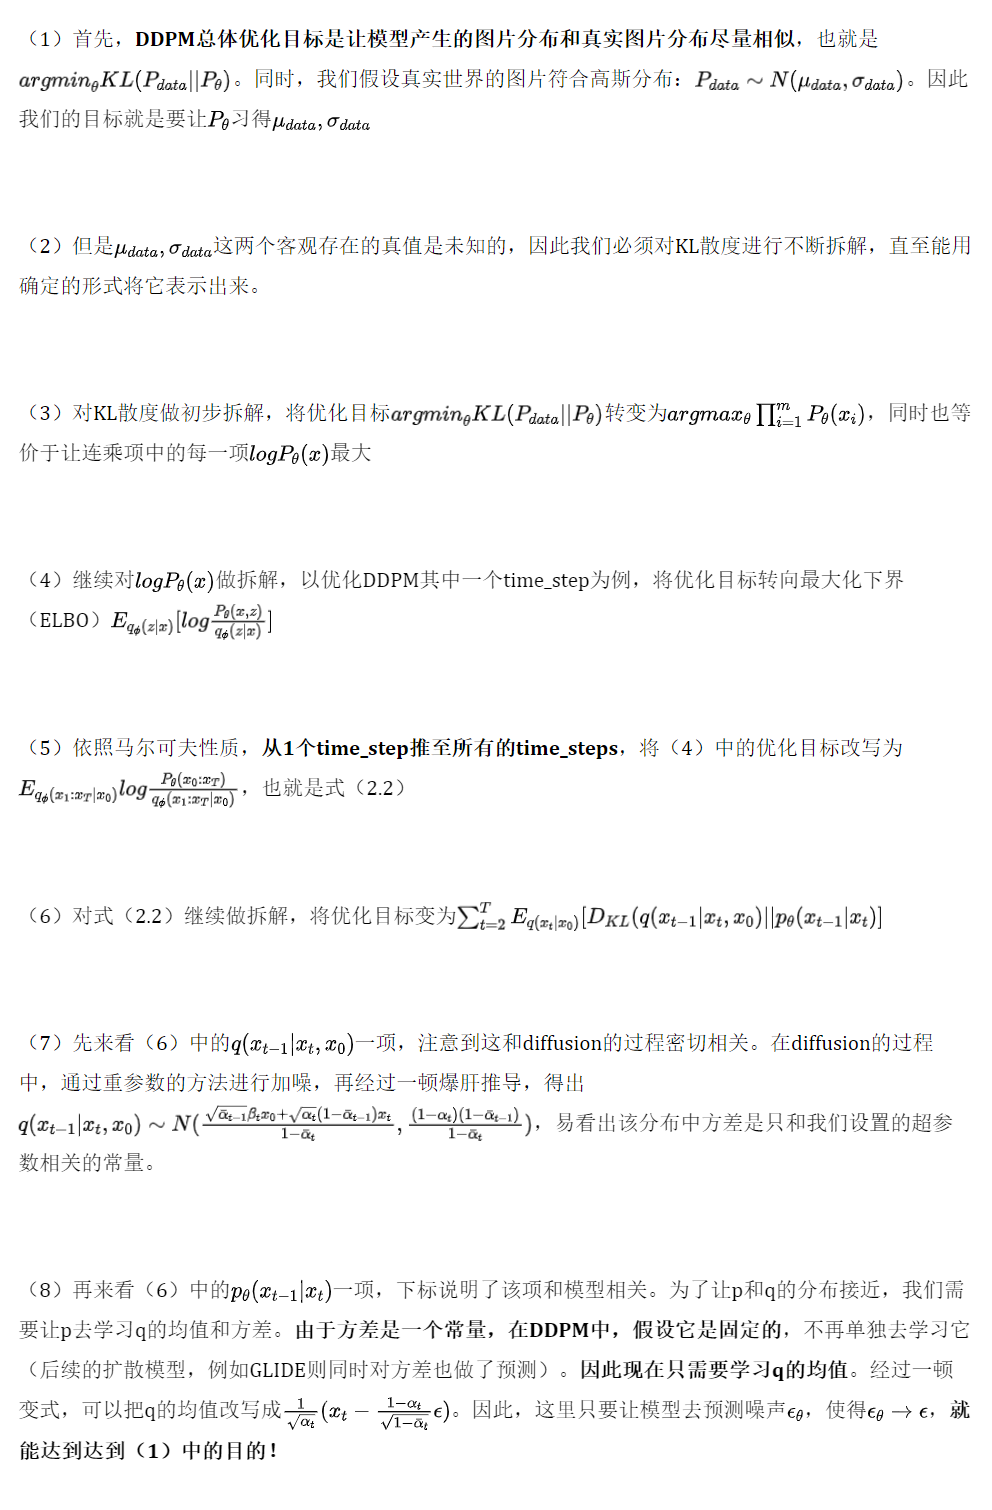 （1）首先，DDPM总体优化目标是让模型产生的图片分布和真实图片分布尽量相似，也就是
$argmin_{\theta}KL(P_{data}||P_{\theta})$。同时，我们假设真实世界的图片符合高斯分布：$P_{data} \sim N(\mu_{data}, \sigma_{data})$。因此
我们的目标就是要让$P_{\theta}$习得$\mu_{data}, \sigma_{data}$
（2）但是$\mu_{data}, \sigma_{data}$这两个客观存在的真值是未知的，因此我们必须对KL散度进行不断拆解，直至能用
确定的形式将它表示出来。
（3）对KL散度做初步拆解，将优化目标$argmin_{\theta}KL(P_{data}||P_{\theta})$转变为$argmax_{\theta}\prod_{i=1}^{m} P_{\theta}(x_i)$，同时也等
价于让连乘项中的每一项$logP_{\theta}(x)$最大
（4）继续对$logP_{\theta}(x)$做拆解，以优化DDPM其中一个time_step为例，将优化目标转向最大化下界
（ELBO）$E_{q_{\phi}(z|x)}[log\frac{P_{\theta}(x,z)}{q_{\phi}(z|x)}]$
（5）依照马尔可夫性质，从1个time_step推至所有的time_steps，将（4）中的优化目标改写为
$E_{q_{\phi}(x_1:x_T|x_0)}log\frac{P_{\theta}(x_0:x_T)}{q_{\phi}(x_1:x_T|x_0)}$，也就是式（2.2）
（6）对式（2.2）继续做拆解，将优化目标变为$\sum_{t=2}^{T} E_{q(x_t|x_0)}[D_{KL}(q(x_{t-1}|x_t, x_0)||p_{\theta}(x_{t-1}|x_t)]$
（7）先来看（6）中的$q(x_{t-1}|x_t, x_0)$一项，注意到这和diffusion的过程密切相关。在diffusion的过程
中，通过重参数的方法进行加噪，再经过一顿爆肝推导，得出
$q(x_{t-1}|x_t, x_0) \sim N(\frac{\sqrt{\bar{\alpha}_{t-1}}\beta_t x_0+\sqrt{\alpha_t}(1-\bar{\alpha}_{t-1})x_t}{1-\bar{\alpha}_t}, \frac{(1-\alpha_t)(1-\bar{\alpha}_{t-1})}{1-\bar{\alpha}_t})$，易看出该分布中方差是只和我们设置的超参
数相关的常量。
（8）再来看（6）中的$p_{\theta}(x_{t-1}|x_t)$一项，下标说明了该项和模型相关。为了让p和q的分布接近，我们需
要让p去学习q的均值和方差。由于方差是一个常量，在DDPM中，假设它是固定的，不再单独去学习它
（后续的扩散模型，例如GLIDE则同时对方差也做了预测）。因此现在只需要学习q的均值。经过一顿
变式，可以把q的均值改写成$\frac{1}{\sqrt{\alpha_t}}(x_t - \frac{1-\alpha_t}{\sqrt{1-\bar{\alpha}_t}}\epsilon)$。因此，这里只要让模型去预测噪声$\epsilon_{\theta}$，使得$\epsilon_{\theta} \to \epsilon$，就
能达到达到（1）中的目的！